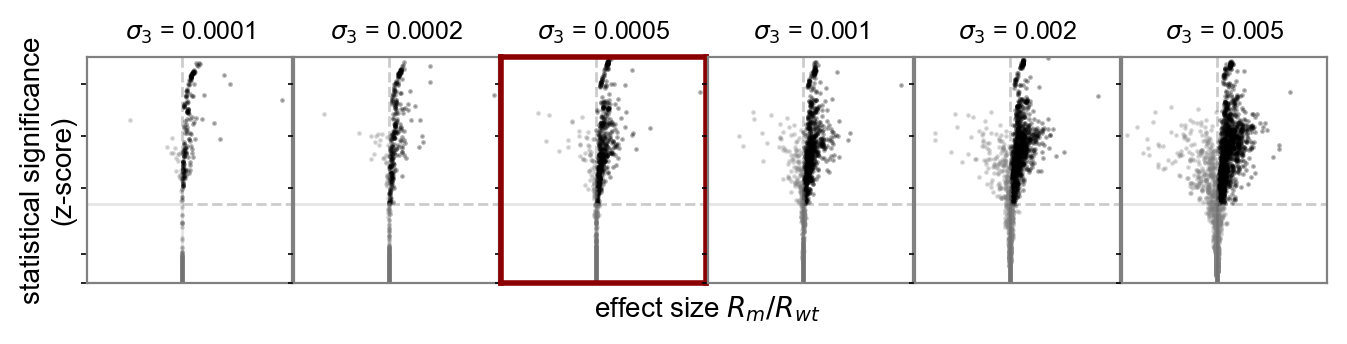 σ₃ = 0.0001
σ₃ = 0.0002
σ₃ = 0.0005
σ₃ = 0.001
σ₃ = 0.002
σ₃ = 0.005
statistical significance
(z-score)
effect size Rₘ/R_wt